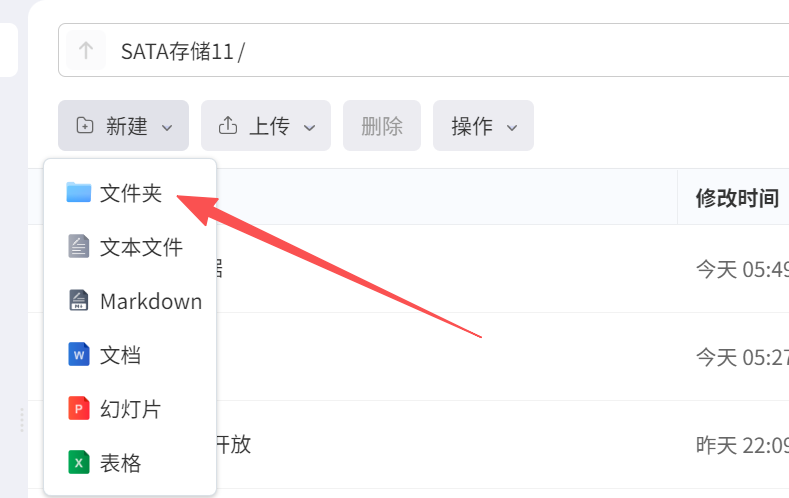 SATA存储11 /
新建 上传 删除 操作
文件夹
修改时间
文本文件
今天 05:49
Markdown
文档
今天 05:27
幻灯片
开放
昨天 22:09
表格